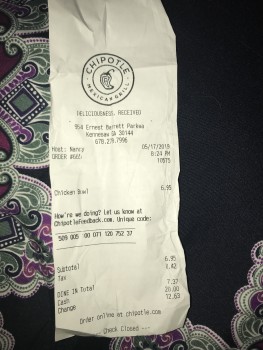 CHIPOTLE
MEXICAN GRILL
DELICIOUSNESS, RECEIVED
954 Ernest Barrett Parkwa
Kennesaw GA 30144
678.279.7996
Host: Nancy 05/17/2015
ORDER #665 8:24 PM
10575
Chicken Bowl 6.95
How're we doing? Let us know at
ChipotleFeedback.com. Unique code:
509 005 00 071 120 752 37
Subtotal 6.95
Tax 0.42
DINE IN Total 7.37
Cash 20.00
Change 12.63
Order online at chipotle.com
--- Check Closed ---